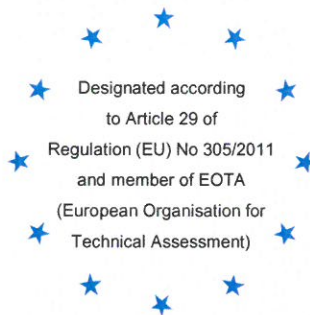 Designated according
to Article 29 of
Regulation (EU) No 305/2011
and member of EOTA
(European Organisation for
Technical Assessment)